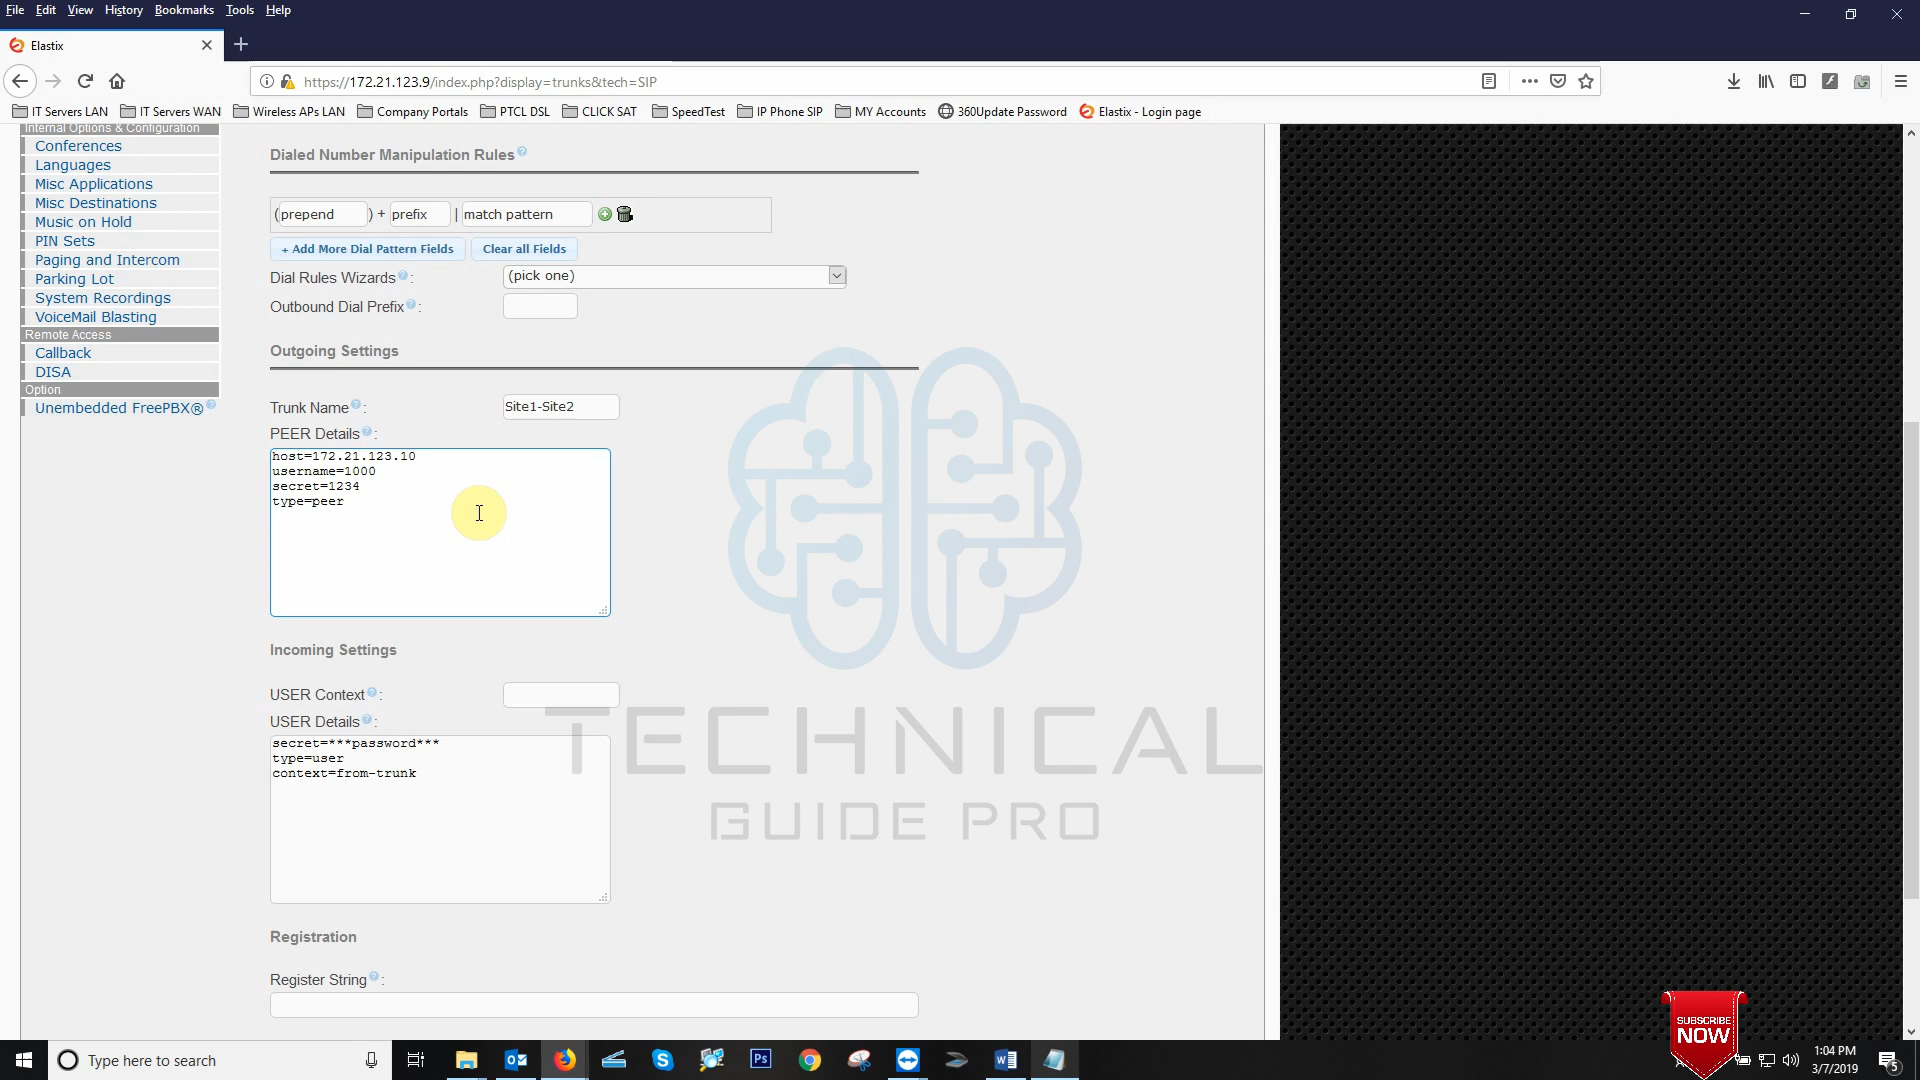 File Edit View History Bookmarks Tools Help
Elastix
https://172.21.123.9/index.php?display=trunks&tech=SIP
IT Servers LAN IT Servers WAN Wireless APs LAN Company Portals PTCL DSL CLICK SAT SpeedTest IP Phone SIP MY Accounts 360Update Password Elastix - Login page
Internal Options & Configuration
Conferences
Languages
Misc Applications
Misc Destinations
Music on Hold
PIN Sets
Paging and Intercom
Parking Lot
System Recordings
VoiceMail Blasting
Remote Access
Callback
DISA
Option
Unembedded FreePBX®
Dialed Number Manipulation Rules
(prepend) + prefix | match pattern
+ Add More Dial Pattern Fields Clear all Fields
Dial Rules Wizards: (pick one)
Outbound Dial Prefix:
Outgoing Settings
Trunk Name: Site1-Site2
PEER Details:
host=172.21.123.10
username=1000
secret=1234
type=peer
Incoming Settings
USER Context:
USER Details:
secret=***password***
type=user
context=from-trunk
Registration
Register String:
TECHNICAL
GUIDE PRO
SUBSCRIBE
NOW
Type here to search
Ps
1:04 PM
3/7/2019
5